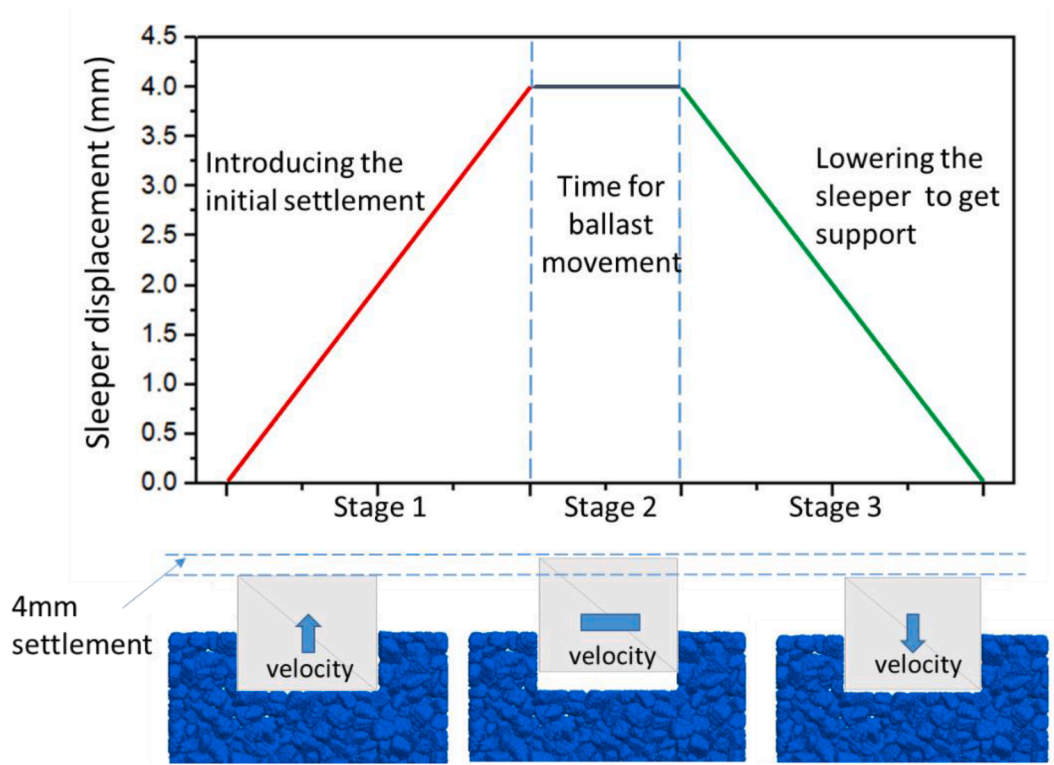 Sleeper displacement (mm)
4.5
4.0
3.5
3.0
2.5
2.0
1.5
1.0
0.5
0.0
Introducing the
initial settlement
Time for
ballast
movement
Lowering the
sleeper to get
support
Stage 1
Stage 2
Stage 3
4mm
settlement
velocity
velocity
velocity